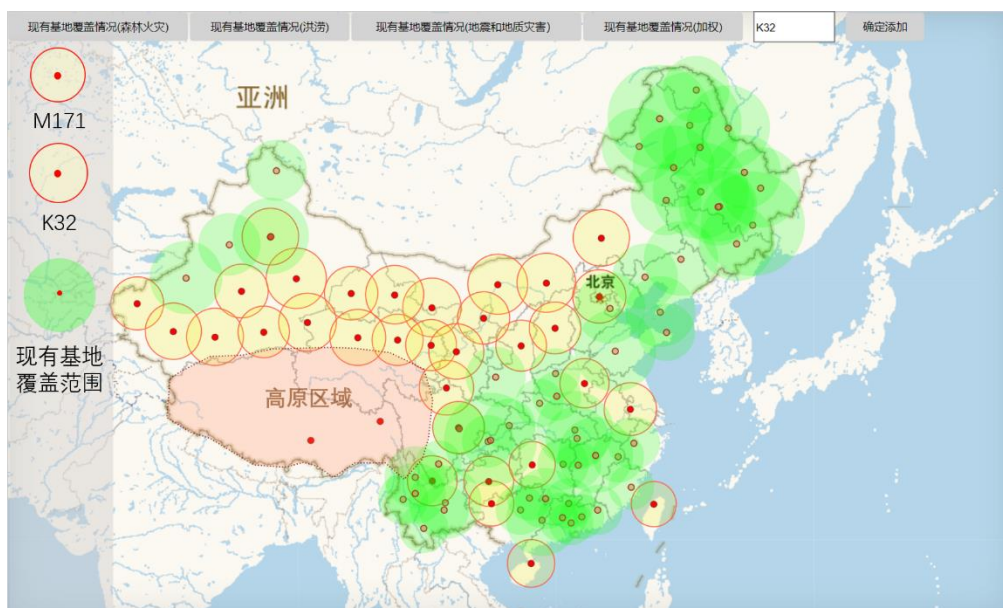 现有基地覆盖情况(森林火灾)
现有基地覆盖情况(洪涝)
现有基地覆盖情况(地震和地质灾害)
现有基地覆盖情况(加权)
K32
确定添加
亚洲
M171
K32
北京
现有基地
覆盖范围
高原区域